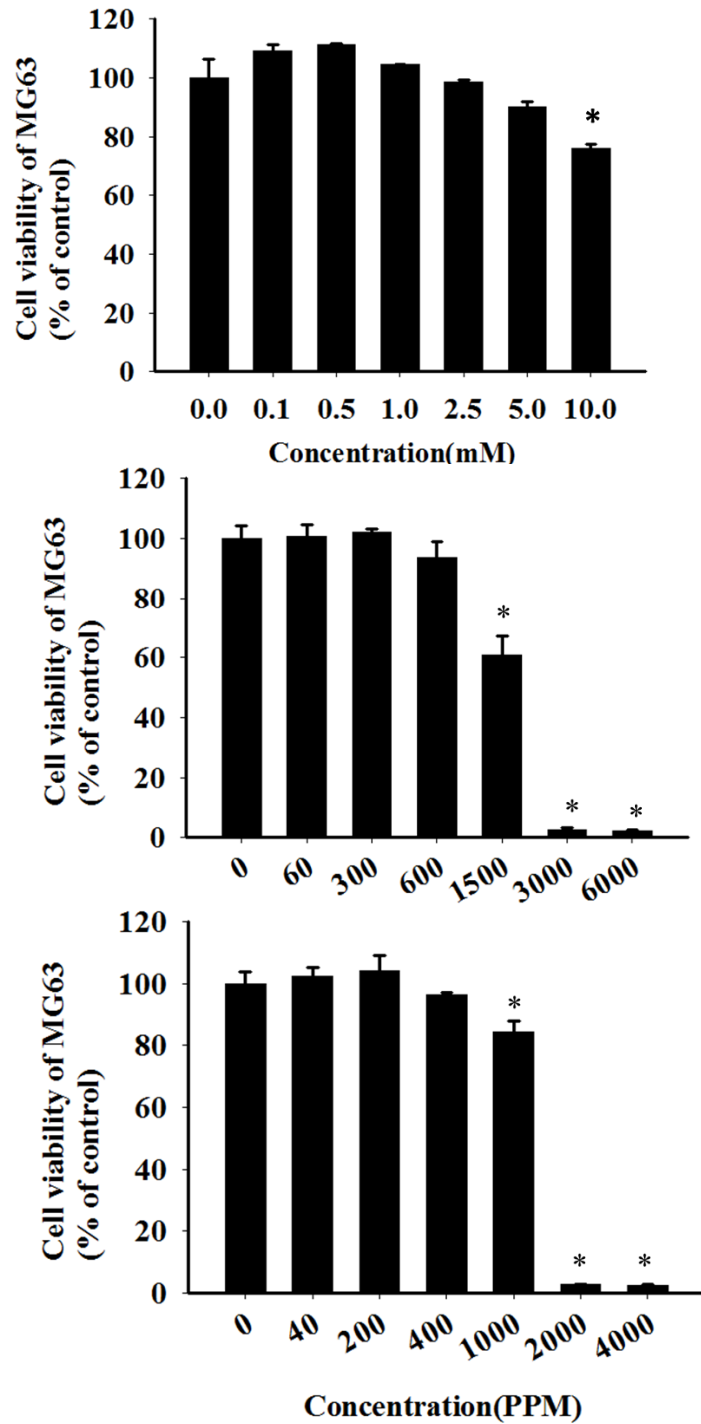 Cell viability of MG63
(% of control)
120
100
80
60
40
20
0
*
0.0 0.1 0.5 1.0 2.5 5.0 10.0
Concentration(mM)
Cell viability of MG63
(% of control)
120
100
80
60
40
20
0
*
* *
0 60 300 600 1500 3000 6000
Cell viability of MG63
(% of control)
120
100
80
60
40
20
0
*
* *
0 40 200 400 1000 2000 4000
Concentration(PPM)